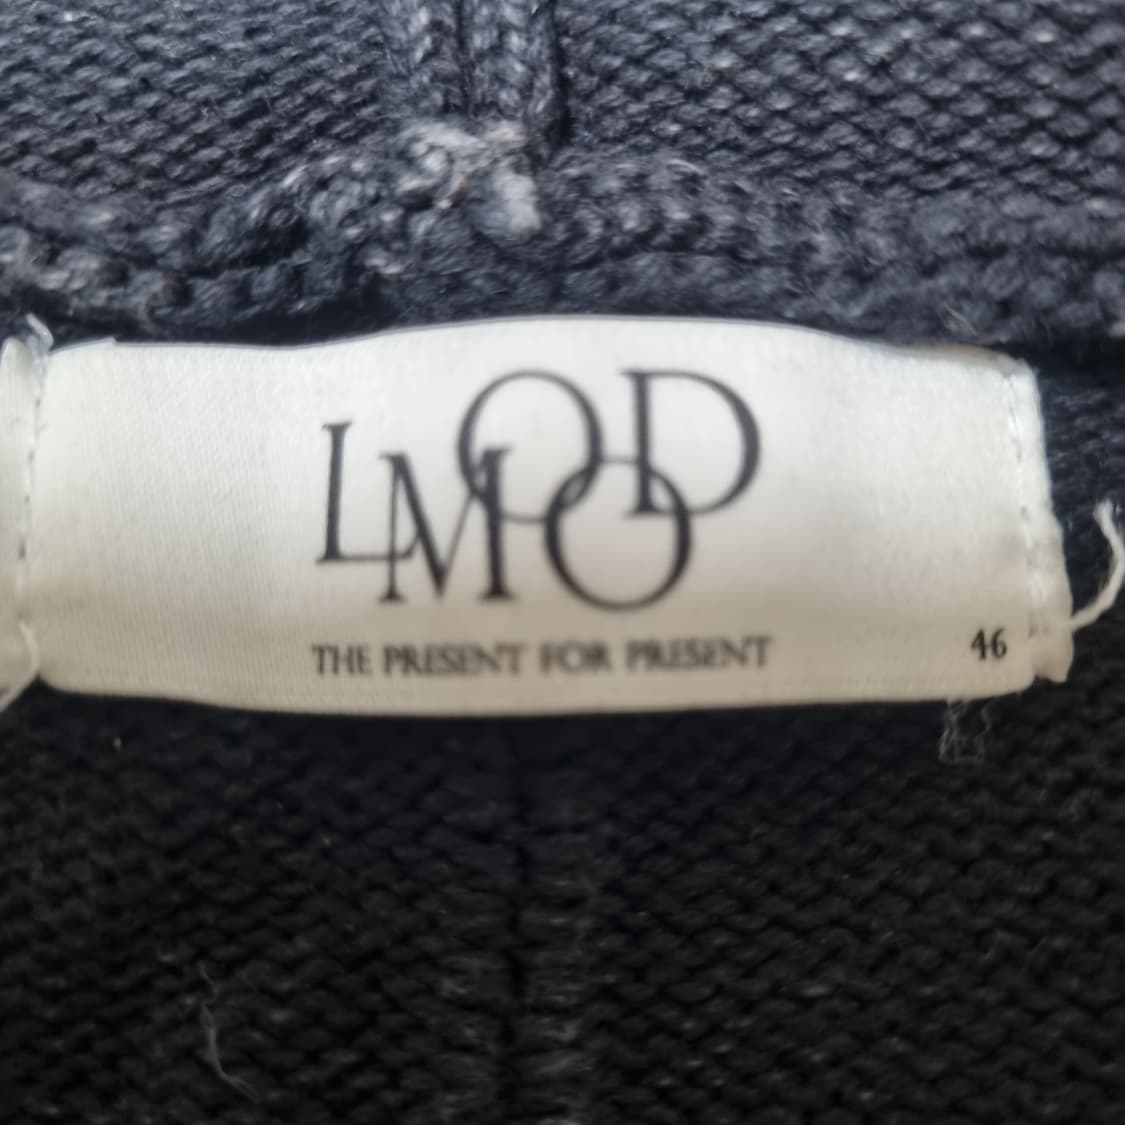 LMOOD
THE PRESENT FOR PRESENT
46